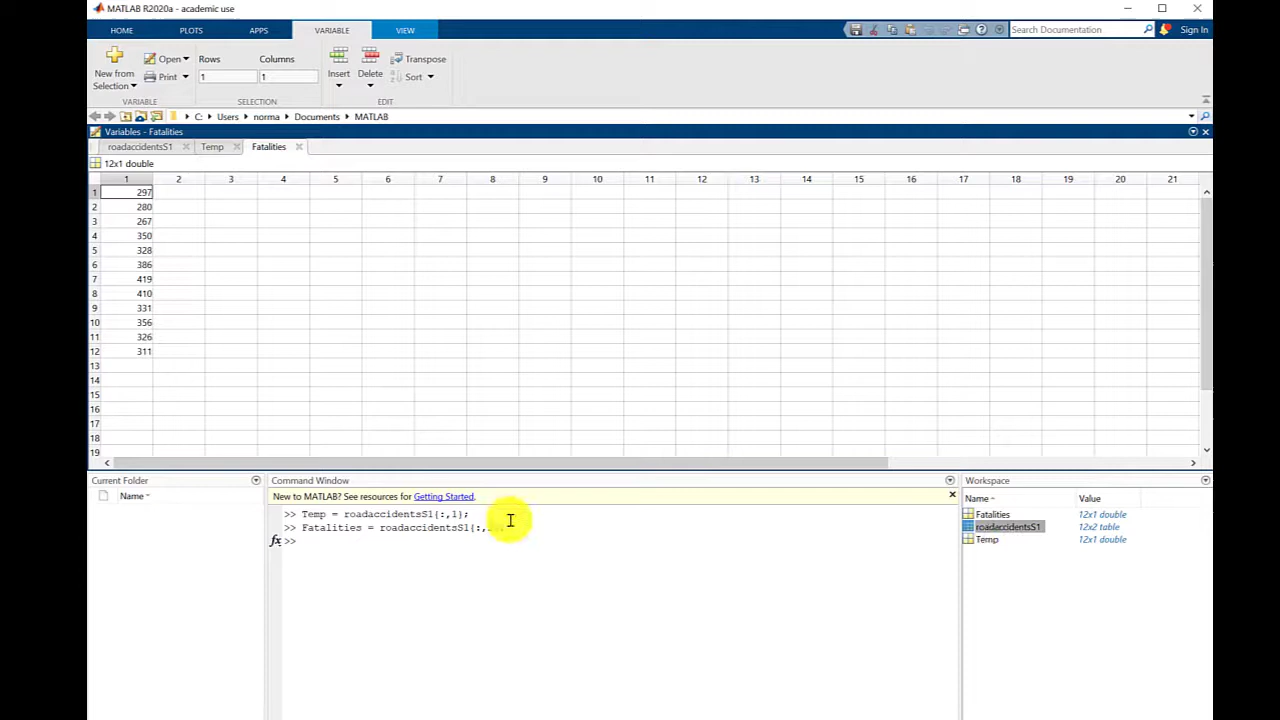 MATLAB R2020a - academic use
HOME PLOTS APPS VARIABLE VIEW Search Documentation Sign In
New from Selection Open Print Rows Columns 1 1 Insert Delete Transpose Sort
VARIABLE SELECTION EDIT
C: Users norma Documents MATLAB
Variables - Fatalities
roadaccidentsS1 Temp Fatalities
12x1 double
1 2 3 4 5 6 7 8 9 10 11 12 13 14 15 16 17 18 19 20 21
1 297
2 280
3 267
4 350
5 328
6 386
7 419
8 410
9 331
10 356
11 326
12 311
13
14
15
16
17
18
19
Current Folder Command Window Workspace
Name New to MATLAB? See resources for Getting Started. Name Value
>> Temp = roadaccidentsS1{:,1};
>> Fatalities = roadaccidentsS1{:,
fx >>
Fatalities 12x1 double
roadaccidentsS1 12x2 table
Temp 12x1 double